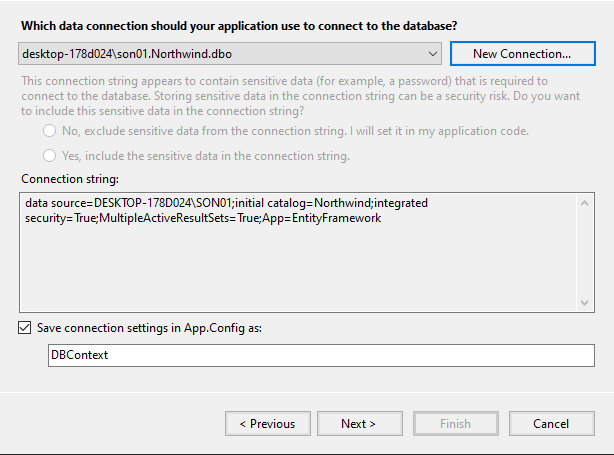 Which data connection should your application use to connect to the database?
desktop-178d024\son01.Northwind.dbo
New Connection...
This connection string appears to contain sensitive data (for example, a password) that is required to
connect to the database. Storing sensitive data in the connection string can be a security risk. Do you want
to include this sensitive data in the connection string?
No, exclude sensitive data from the connection string. I will set it in my application code.
Yes, include the sensitive data in the connection string.
Connection string:
data source=DESKTOP-178D024\SON01;initial catalog=Northwind;integrated
security=True;MultipleActiveResultSets=True;App=EntityFramework
Save connection settings in App.Config as:
DBContext
< Previous
Next >
Finish
Cancel